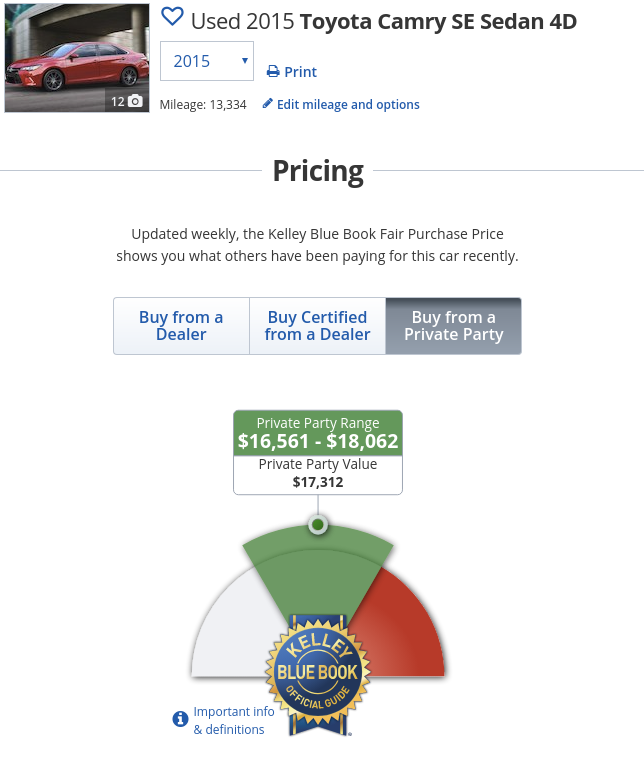 Used 2015 Toyota Camry SE Sedan 4D
2015
Print
12
Mileage: 13,334 Edit mileage and options
Pricing
Updated weekly, the Kelley Blue Book Fair Purchase Price
shows you what others have been paying for this car recently.
Buy from a
Dealer
Buy Certified
from a Dealer
Buy from a
Private Party
Private Party Range
$16,561 - $18,062
Private Party Value
$17,312
KELLEY
BLUE BOOK
OFFICIAL GUIDE
Important info
& definitions